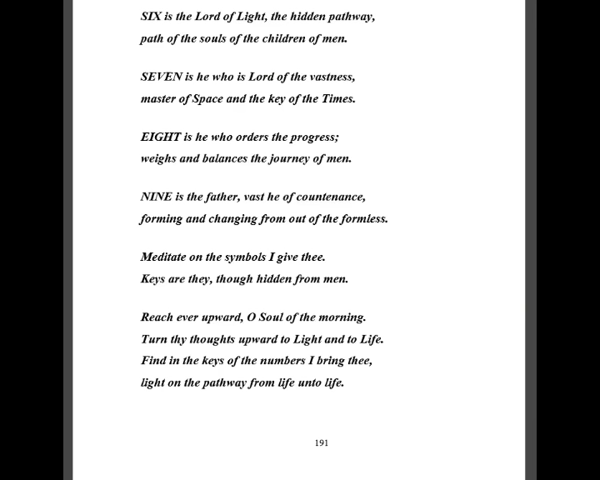 SIX is the Lord of Light, the hidden pathway,
path of the souls of the children of men.
SEVEN is he who is Lord of the vastness,
master of Space and the key of the Times.
EIGHT is he who orders the progress;
weighs and balances the journey of men.
NINE is the father, vast he of countenance,
forming and changing from out of the formless.
Meditate on the symbols I give thee.
Keys are they, though hidden from men.
Reach ever upward, O Soul of the morning.
Turn thy thoughts upward to Light and to Life.
Find in the keys of the numbers I bring thee,
light on the pathway from life unto life.
191